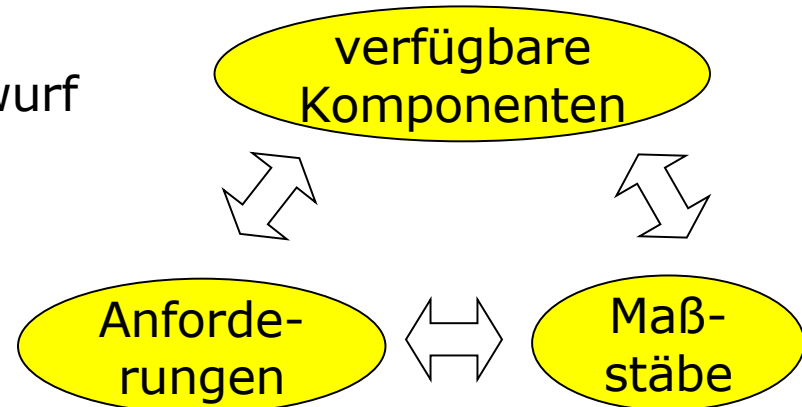 verfügbare
Komponenten
wurf
Anforde-
rungen
Maß-
stäbe